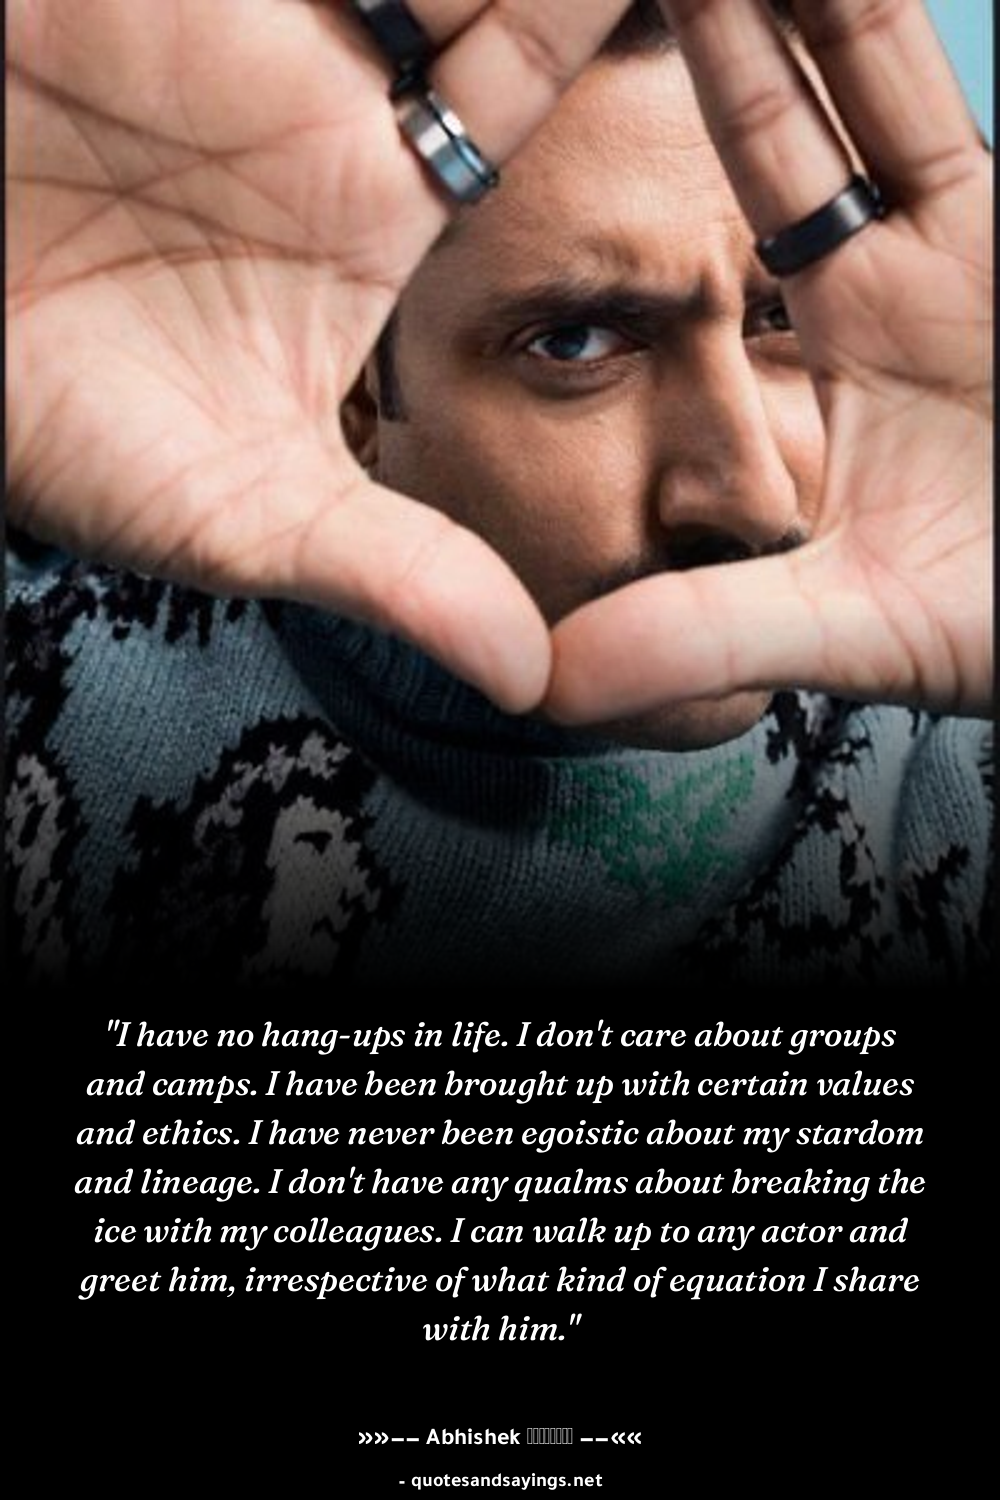 "I have no hang-ups in life. I don't care about groups
and camps. I have been brought up with certain values
and ethics. I have never been egoistic about my stardom
and lineage. I don't have any qualms about breaking the
ice with my colleagues. I can walk up to any actor and
greet him, irrespective of what kind of equation I share
with him."
»»−− Abhishek −−««
- quotesandsayings.net